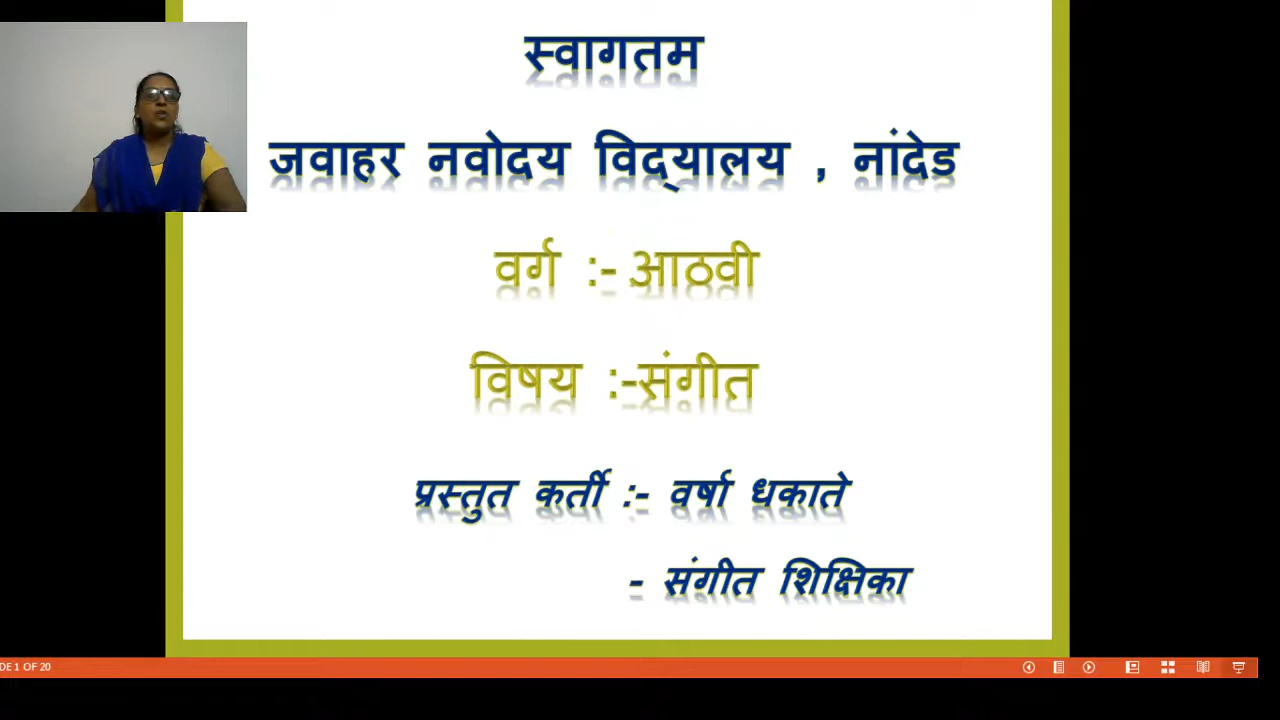 स्वागतम
जवाहर नवोदय विद्यालय , नांदेड
वर्ग :- आठवी
विषय :-संगीत
प्रस्तुत कर्ती :- वर्षा धकाते
- संगीत शिक्षिका
DE 1 OF 20